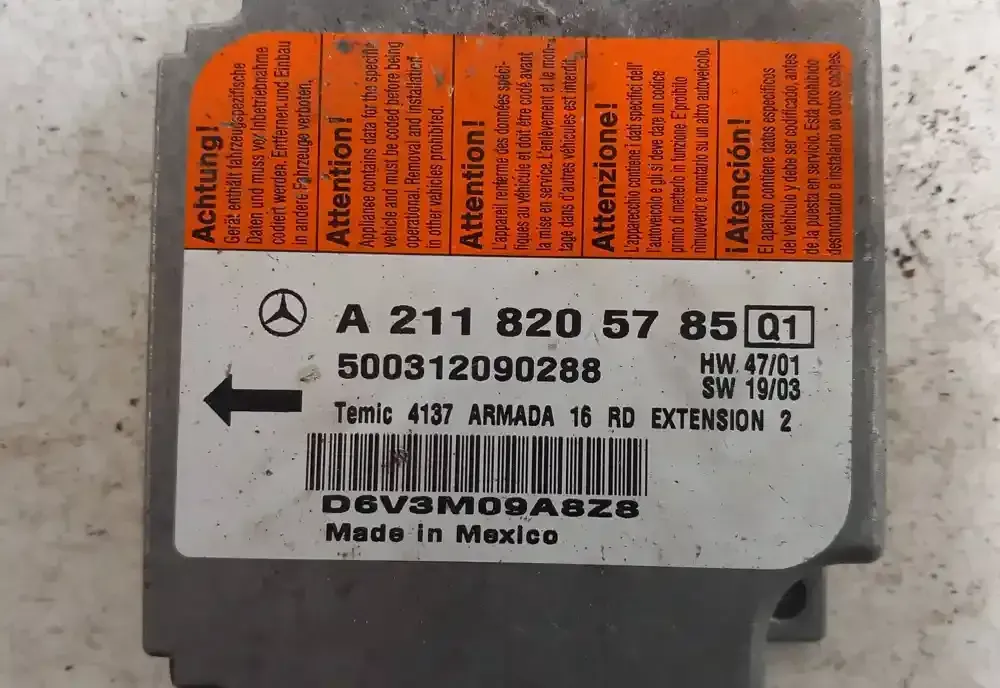 Achtung!
Gerät enthält fahrzeugspezifische
Daten und muss vor Inbetriebnahme
codiert werden. Entfernen und Einbau
in andere Fahrzeuge verboten.
Attention!
Appliance contains data for the specific
vehicle and must be coded before being
operational. Removal and installation
in other vehicles prohibited.
Attention!
L'appareil renferme des données spéci-
fiques au véhicule et doit être codé avant
la mise en service. L'enlèvement et le mon-
tage dans d'autres véhicules est interdit.
Attenzione!
L'apparecchio contiene i dati specifici dell'
l'autoveicolo e gli si deve dare un codice
primo di metterlo in funzione. E proibito
rimuoverlo e montarlo su un altro autoveicolo.
¡Atención!
El aparato contiene datos especificos
del vehiculo y debe ser codificado, antes
de la puesta en servicio. Está prohibido
desmontarlo e instalarlo en otros coches.
A 211 820 57 85 Q1
500312090288
HW 47/01
SW 19/03
Temic 4137 ARMADA 16 RD EXTENSION 2
D6V3M09A8Z8
Made in Mexico